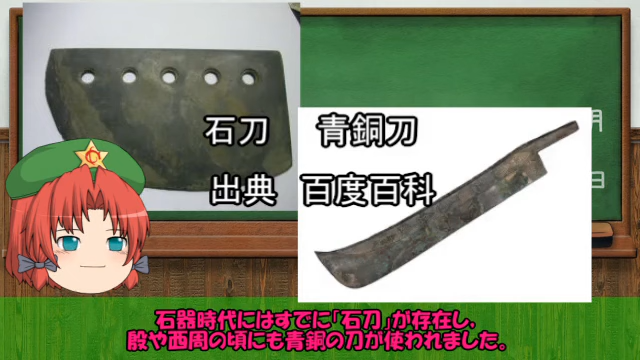 石刀 青銅刀
出典 百度百科
月
日
石器時代にはすでに「石刀」が存在し、
殷や西周の頃にも青銅の刀が使われました。